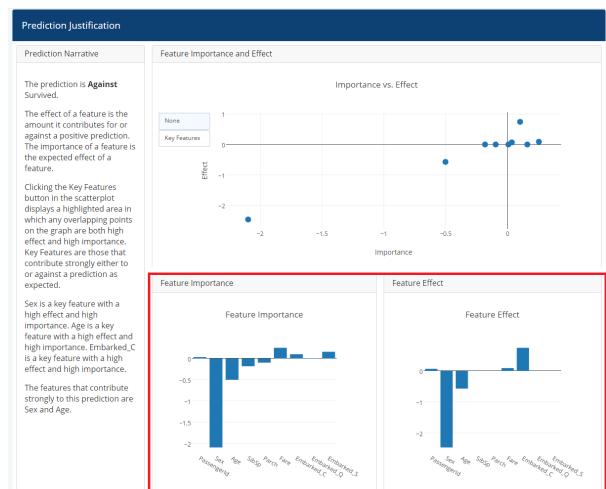 Prediction Justification
Prediction Narrative
The prediction is Against
Survived.
The effect of a feature is the
amount it contributes for or
against a positive prediction.
The importance of a feature is
the expected effect of a
feature.
Clicking the Key Features
button in the scatterplot
displays a highlighted area in
which any overlapping points
on the graph are both high
effect and high importance.
Key Features are those that
contribute strongly either to
or against a prediction as
expected.
Sex is a key feature with a
high effect and high
importance. Age is a key
feature with a high effect and
high importance. Embarked_C
is a key feature with a high
effect and high importance.
The features that contribute
strongly to this prediction are
Sex and Age.
Feature Importance and Effect
Importance vs. Effect
None
Key Features
1
0
−1
−2
Effect
−2
−1.5
−1
−0.5
0
Importance
Feature Importance
Feature Importance
0
−0.5
−1
−1.5
−2
PassengerId
Sex
Age
SibSp
Parch
Fare
Embarked_C
Embarked_Q
Embarked_S
Feature Effect
Feature Effect
0
−1
−2
PassengerId
Sex
Age
SibSp
Parch
Fare
Embarked_C
Embarked_Q
Embarked_S